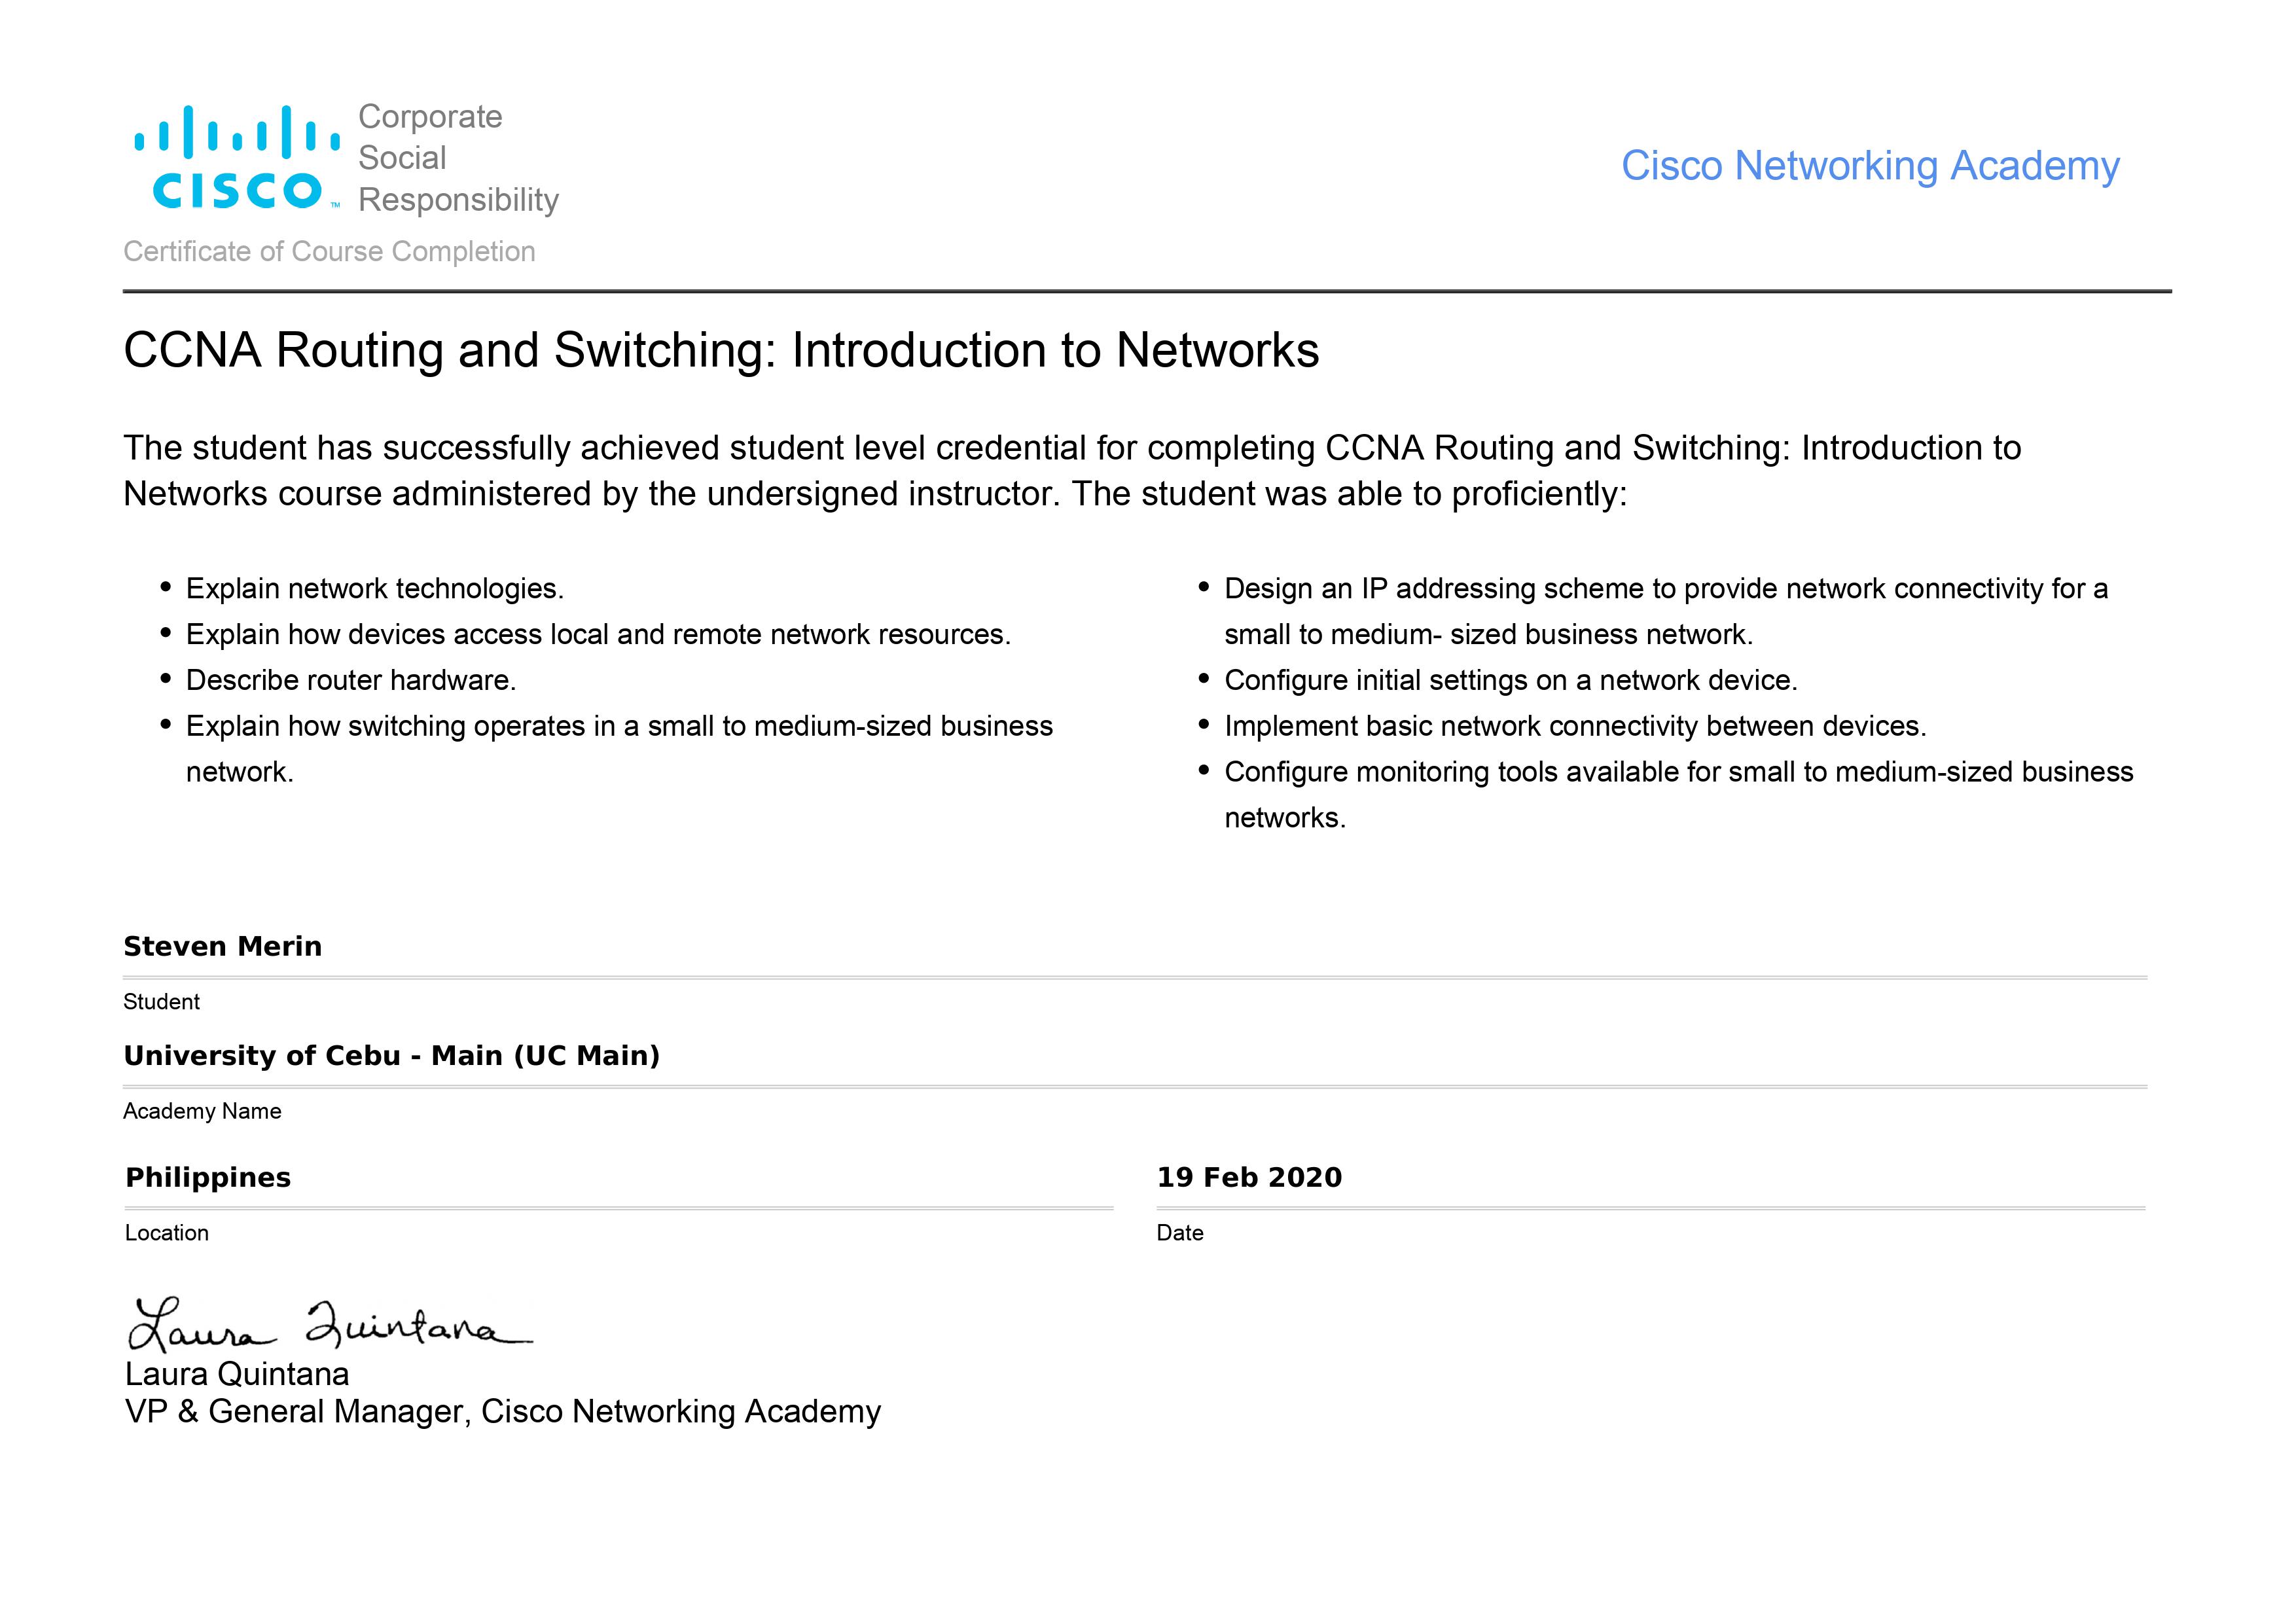 Corporate
Social
Responsibility
CISCO™
Cisco Networking Academy
Certificate of Course Completion
CCNA Routing and Switching: Introduction to Networks
The student has successfully achieved student level credential for completing CCNA Routing and Switching: Introduction to
Networks course administered by the undersigned instructor. The student was able to proficiently:
• Explain network technologies.
• Explain how devices access local and remote network resources.
• Describe router hardware.
• Explain how switching operates in a small to medium-sized business
network.
• Design an IP addressing scheme to provide network connectivity for a
small to medium- sized business network.
• Configure initial settings on a network device.
• Implement basic network connectivity between devices.
• Configure monitoring tools available for small to medium-sized business
networks.
Steven Merin
Student
University of Cebu - Main (UC Main)
Academy Name
Philippines
Location
19 Feb 2020
Date
Laura Quintana
Laura Quintana
VP & General Manager, Cisco Networking Academy